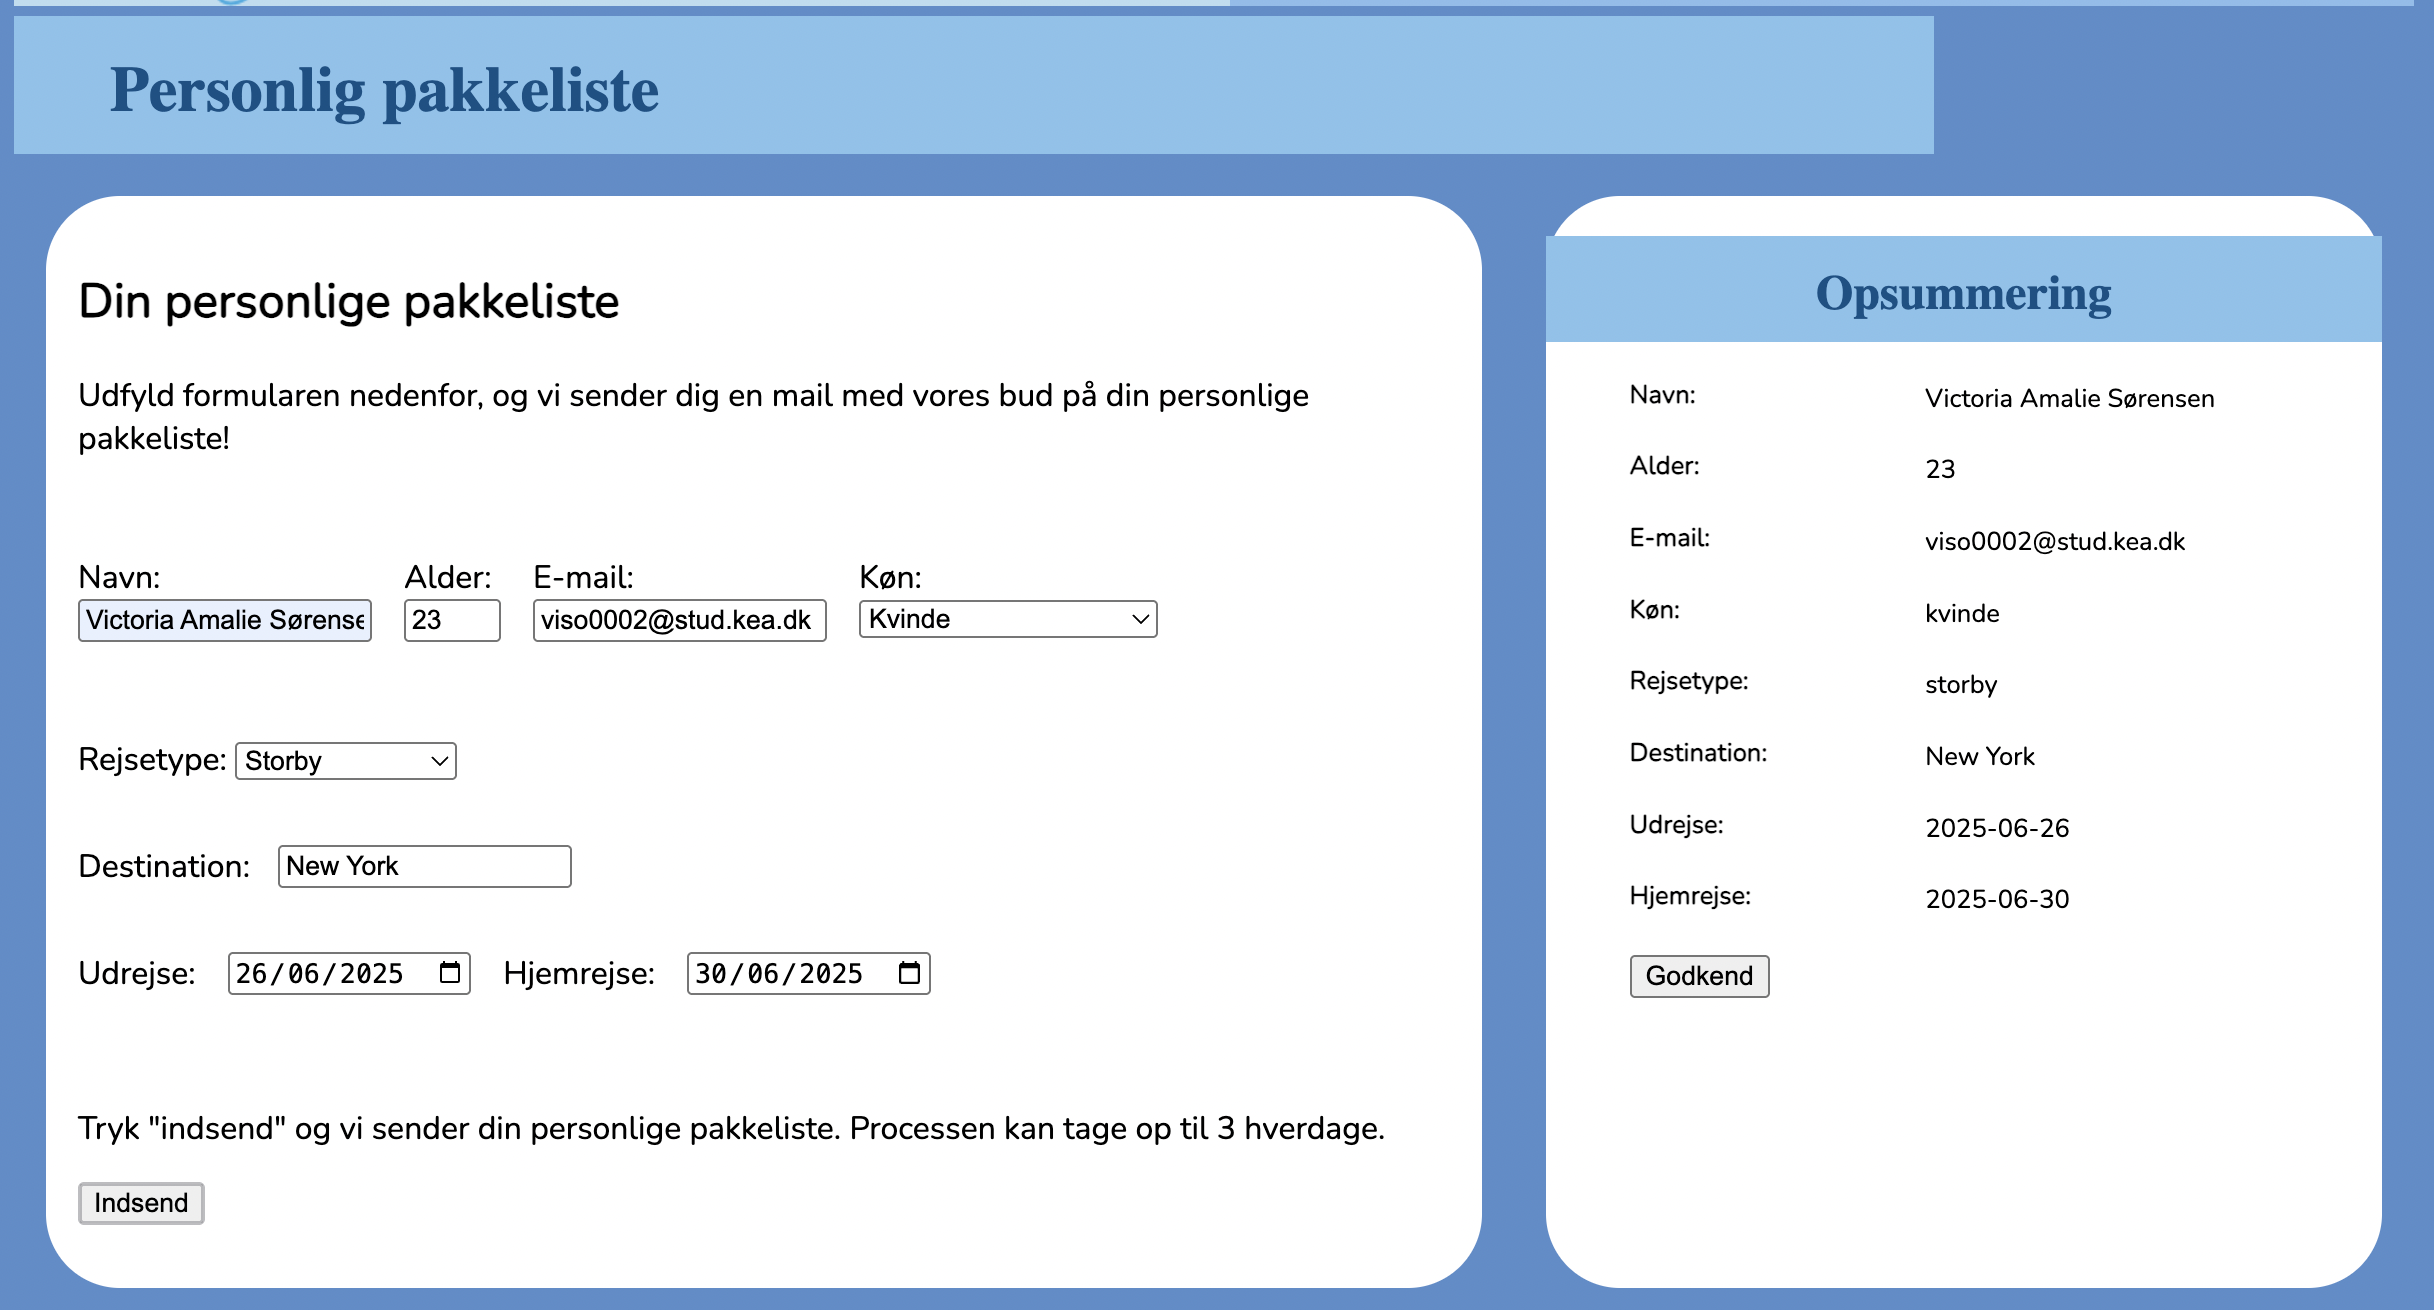 Personlig pakkeliste
Din personlige pakkeliste
Udfyld formularen nedenfor, og vi sender dig en mail med vores bud på din personlige
pakkeliste!
Navn: Alder: E-mail: Køn:
Victoria Amalie Sørense 23 viso0002@stud.kea.dk Kvinde
Rejsetype: Storby
Destination: New York
Udrejse: 26/06/2025 Hjemrejse: 30/06/2025
Tryk "indsend" og vi sender din personlige pakkeliste. Processen kan tage op til 3 hverdage.
Indsend
Opsummering
Navn: Victoria Amalie Sørensen
Alder: 23
E-mail: viso0002@stud.kea.dk
Køn: kvinde
Rejsetype: storby
Destination: New York
Udrejse: 2025-06-26
Hjemrejse: 2025-06-30
Godkend